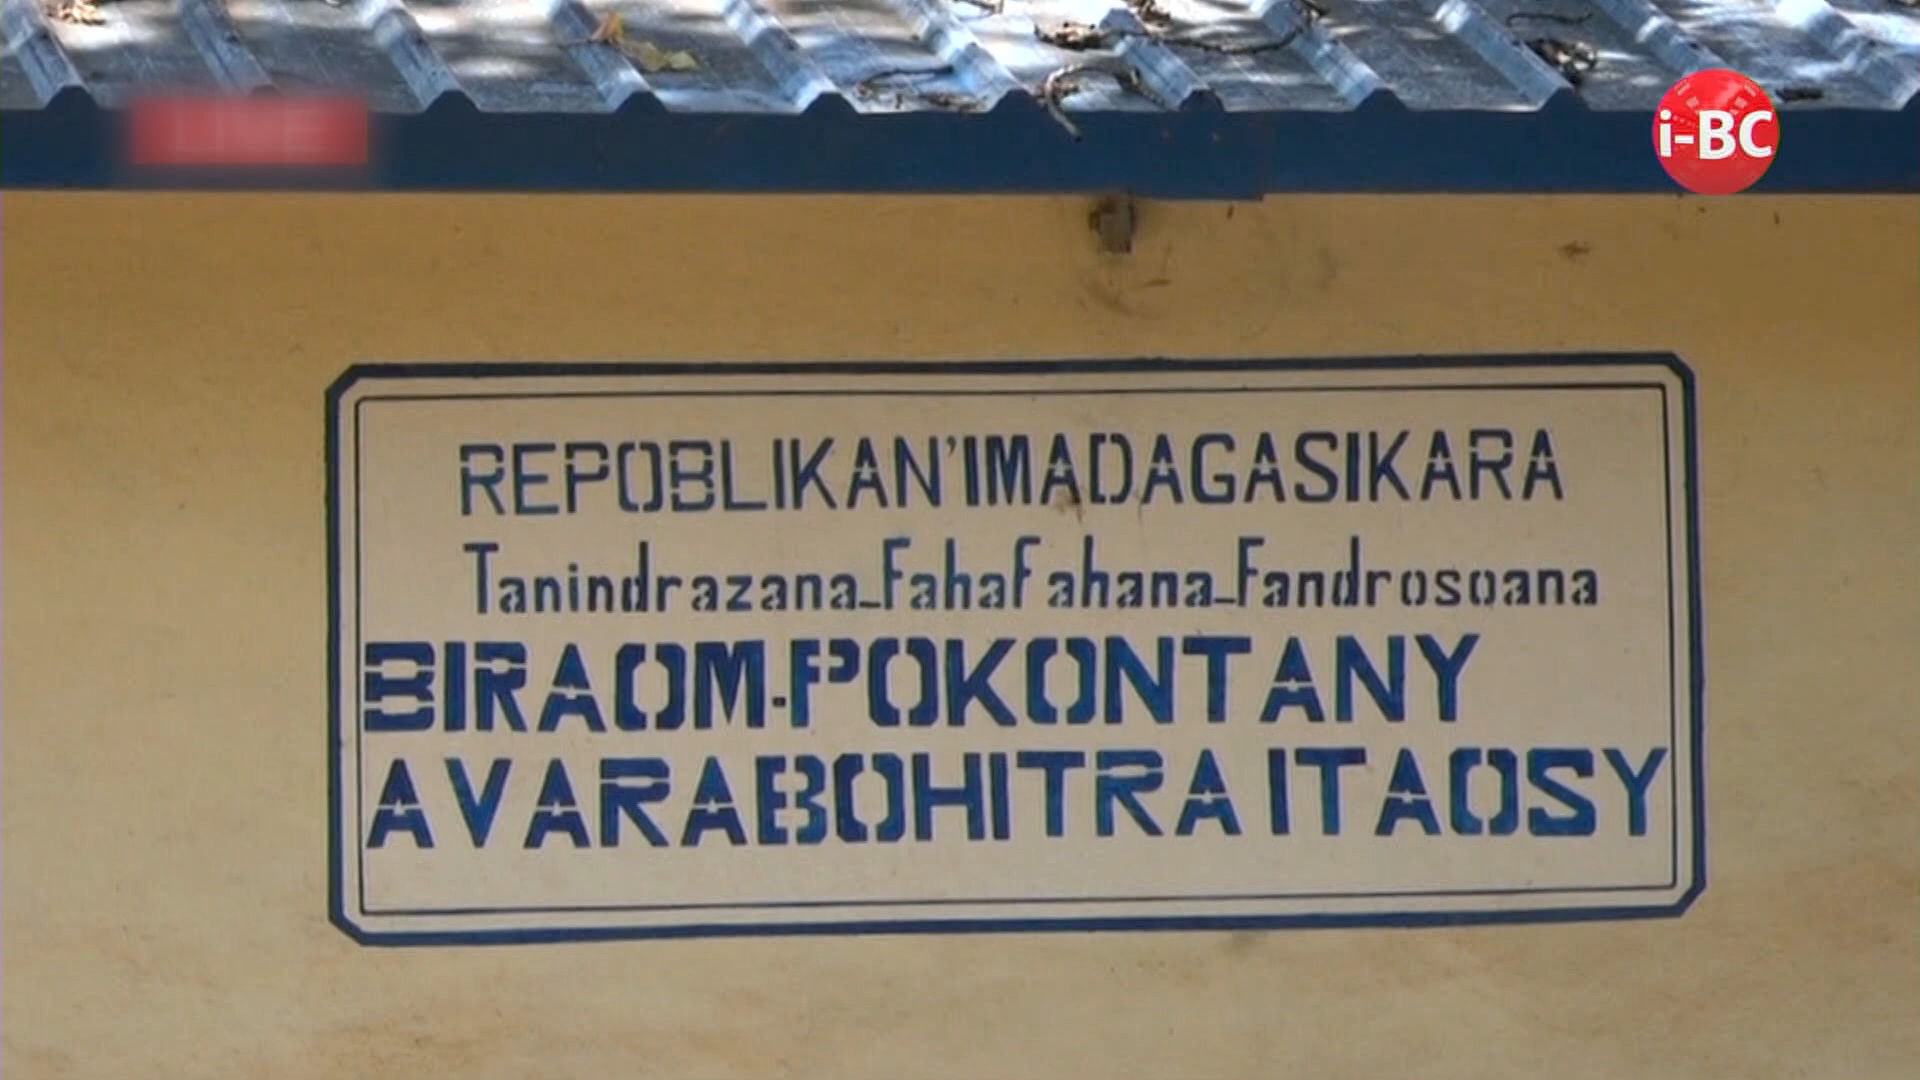 i-BC
REPOBLIKAN'IMADAGASIKARA
Tanindrazana_Fahafahana_Fandrosoana
BIRAOM-POKONTANY
AVARABOHITRA ITAOSY